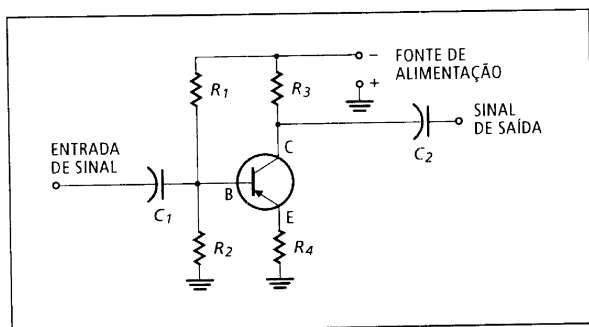 − FONTE DE
ALIMENTAÇÃO
+
R1
R3
SINAL
DE SAÍDA
ENTRADA
DE SINAL
C
C2
B
C1
E
R2
R4